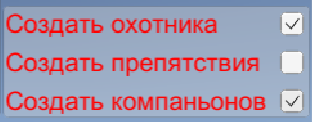 Создать охотника
Создать препятствия
Создать компаньонов